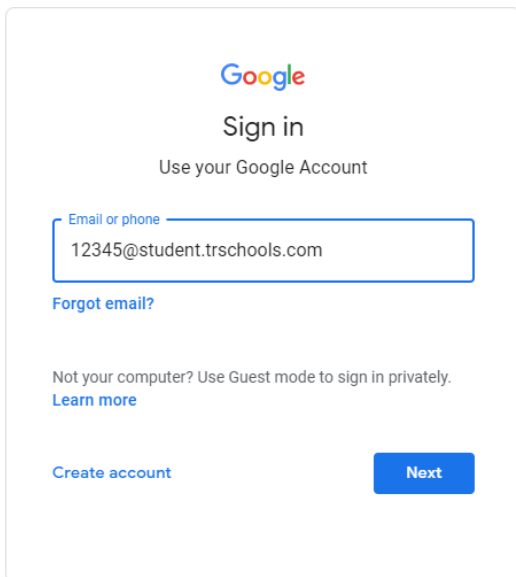 Google
Sign in
Use your Google Account
Email or phone
12345@student.trschools.com
Forgot email?
Not your computer? Use Guest mode to sign in privately.
Learn more
Create account
Next